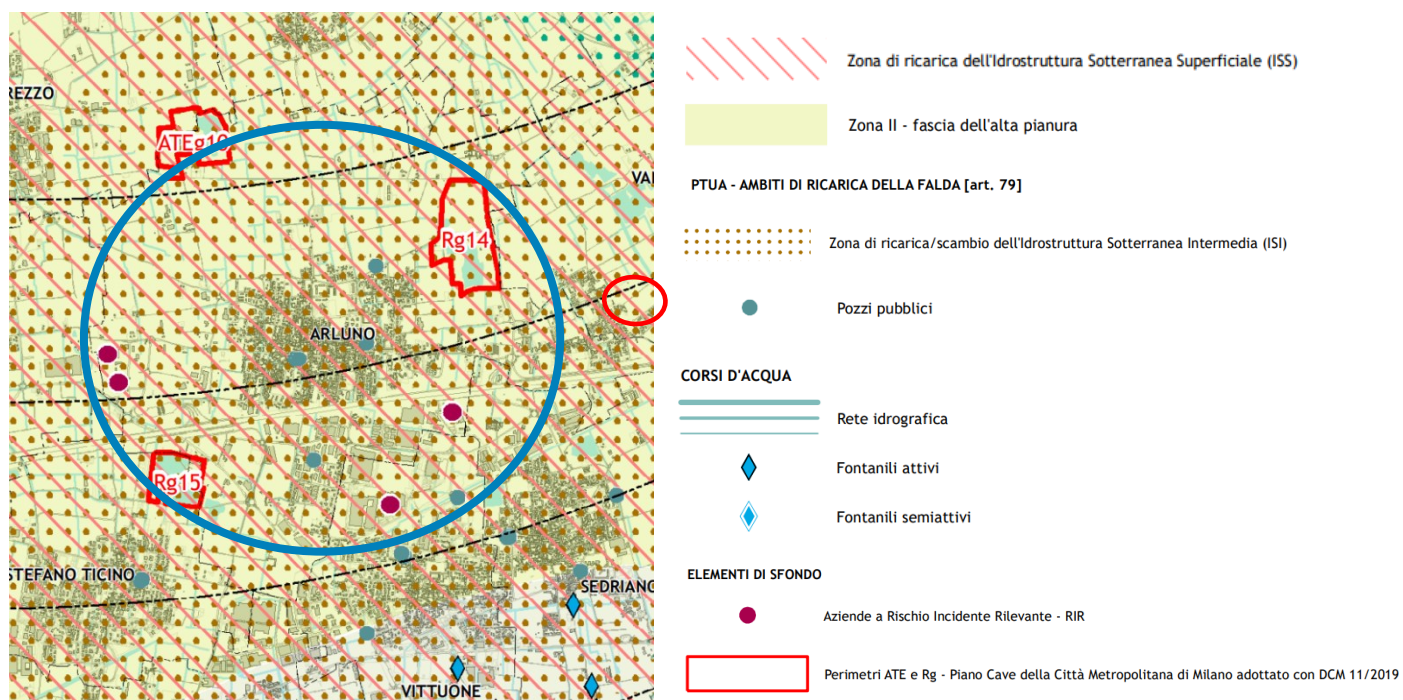 REZZO
ATEg10
VAI
Rg14
ARLUNO
Rg15
STEFANO TICINO
SEDRIANO
VITTUONE
Zona di ricarica dell'Idrostruttura Sotterranea Superficiale (ISS)
Zona II - fascia dell'alta pianura
PTUA - AMBITI DI RICARICA DELLA FALDA [art. 79]
Zona di ricarica/scambio dell'Idrostruttura Sotterranea Intermedia (ISI)
Pozzi pubblici
CORSI D'ACQUA
Rete idrografica
Fontanili attivi
Fontanili semiattivi
ELEMENTI DI SFONDO
Aziende a Rischio Incidente Rilevante - RIR
Perimetri ATE e Rg - Piano Cave della Città Metropolitana di Milano adottato con DCM 11/2019